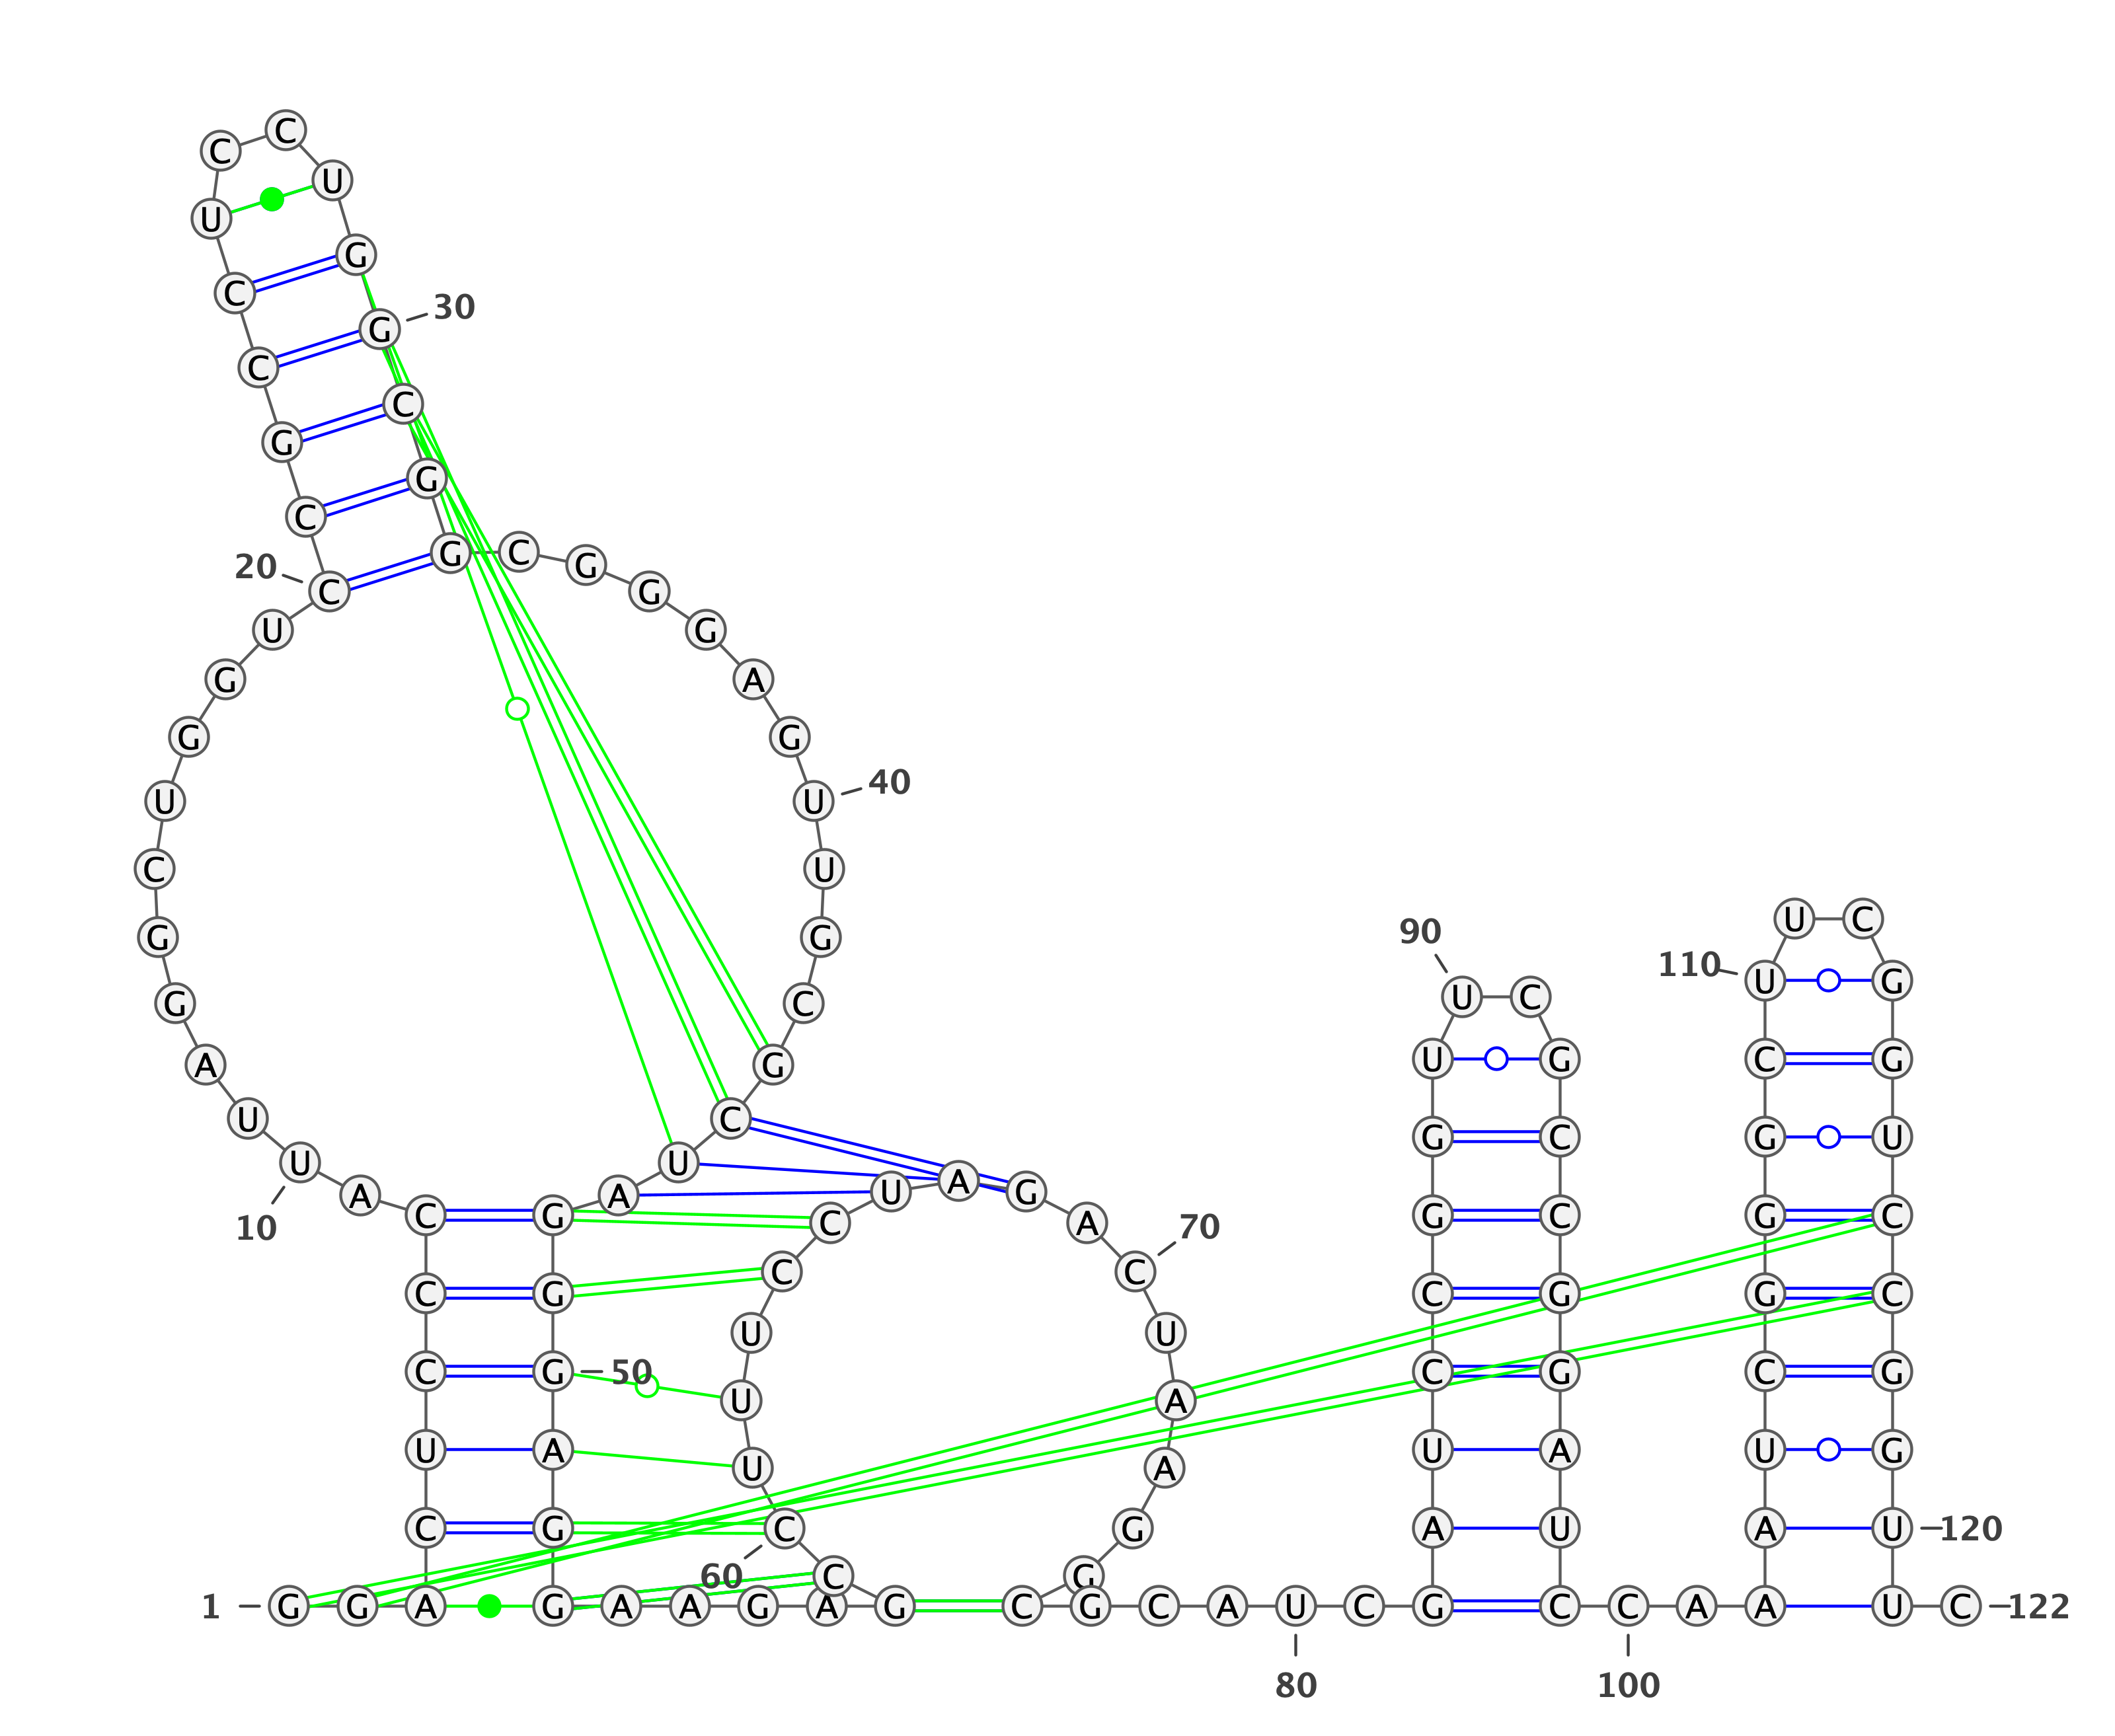 C C
U
U
G
C
G 30
C
C
G
G
C
G C G
20 C G
U G
G A
G G
U U 40
C U
U C
90
G G
110 U G
U C
G C
A G U G C G
U C G C G U
U U
A A U A G
C G C A G C G C
10 70
C C
C G C G G C
U U
C G 50 C G C G
U A
U A U A U G
U A
C G C G A U A U 120
60 C G
1 G G A G A A G A G C G C A U C G C C A A U C 122
80 100